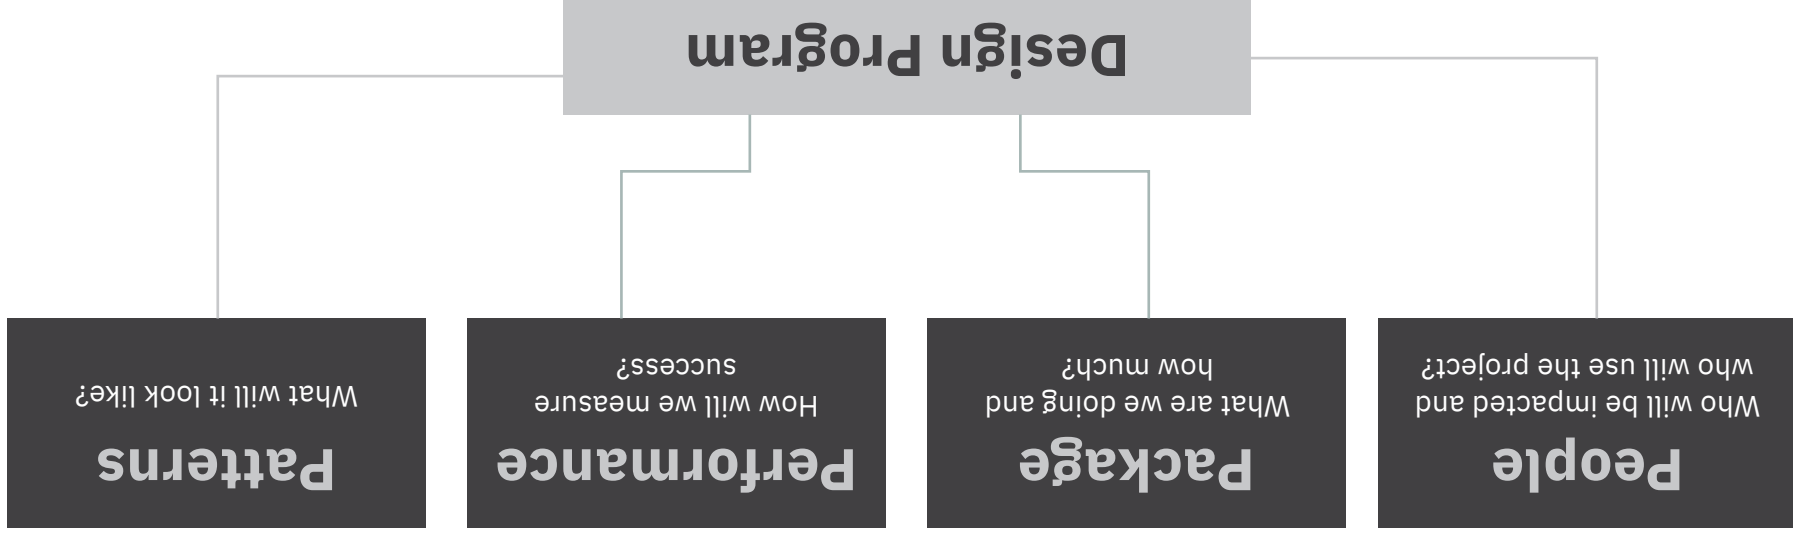 People
Who will be impacted and
who will use the project?
Package
What are we doing and
how much?
Performance
How will we measure
success?
Patterns
What will it look like?
Design Program